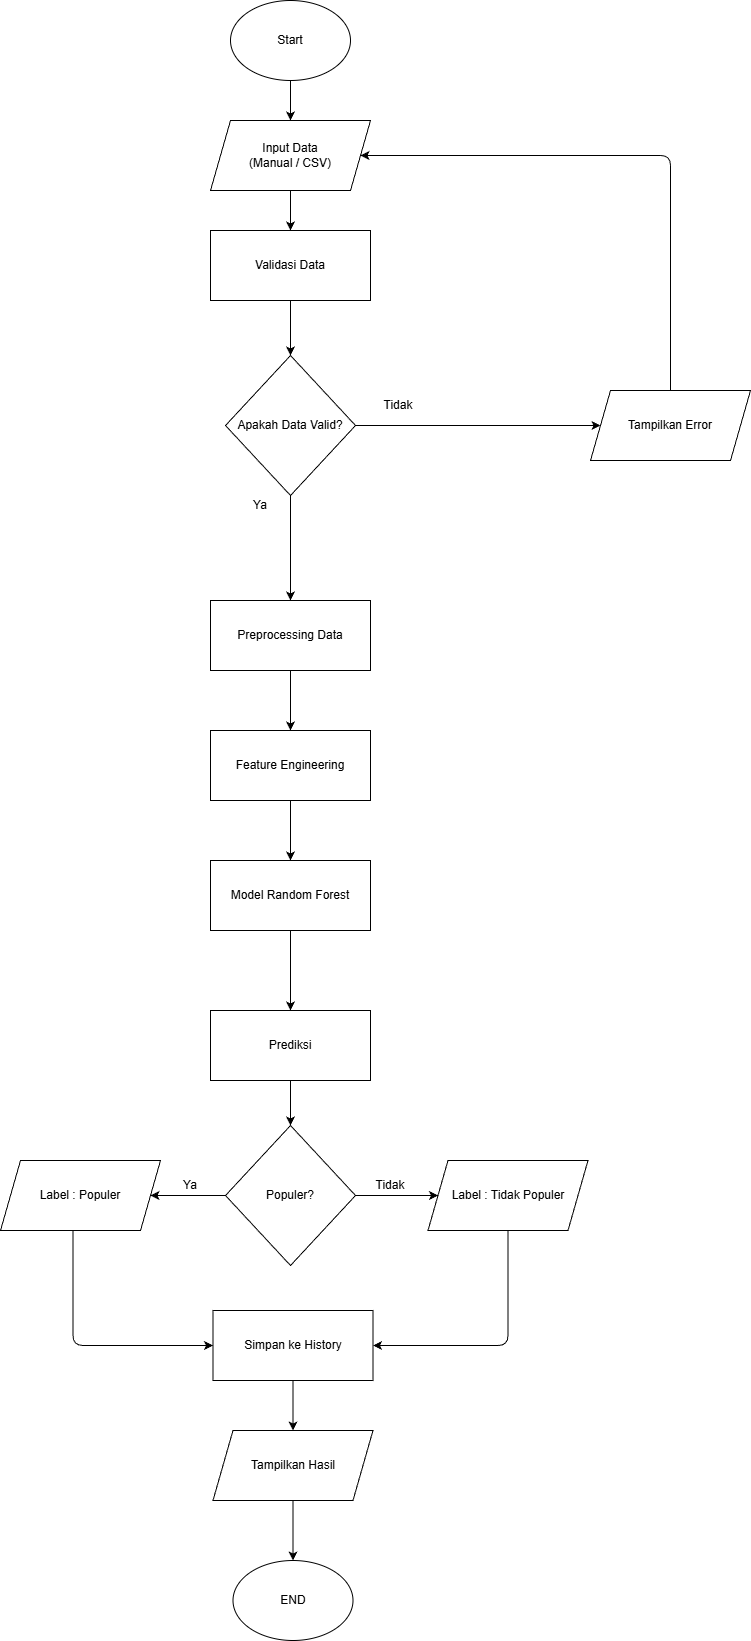 Start
Input Data
(Manual / CSV)
Validasi Data
Apakah Data Valid?
Tidak
Tampilkan Error
Ya
Preprocessing Data
Feature Engineering
Model Random Forest
Prediksi
Label : Populer
Ya
Populer?
Tidak
Label : Tidak Populer
Simpan ke History
Tampilkan Hasil
END